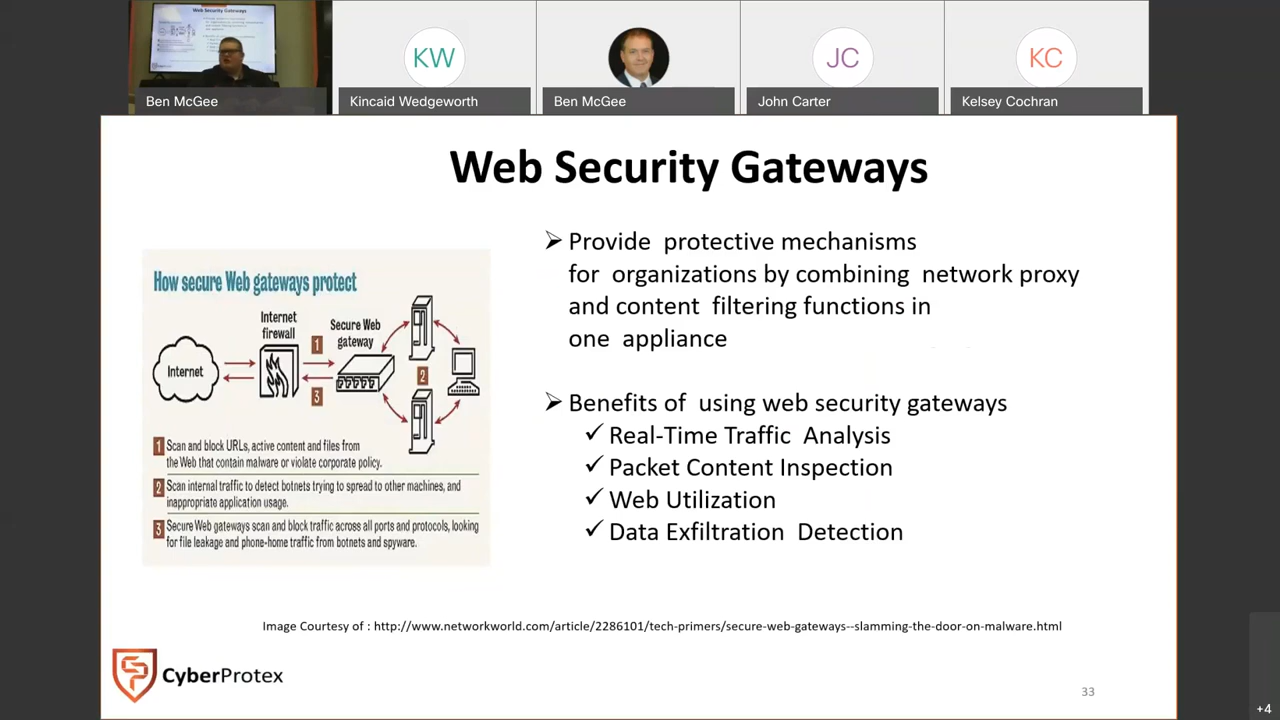 Web Security Gateways
KW
JC
KC
Ben McGee
Kincaid Wedgeworth
Ben McGee
John Carter
Kelsey Cochran
Web Security Gateways
How secure Web gateways protect
Internet
firewall
Secure Web
gateway
Internet
1
2
3
1 Scan and block URLs, active content and files from
the Web that contain malware or violate corporate policy.
2 Scan internal traffic to detect botnets trying to spread to other machines, and
inappropriate application usage.
3 Secure Web gateways scan and block traffic across all ports and protocols, looking
for file leakage and phone-home traffic from botnets and spyware.
Provide protective mechanisms
for organizations by combining network proxy
and content filtering functions in
one appliance
Benefits of using web security gateways
Real-Time Traffic Analysis
Packet Content Inspection
Web Utilization
Data Exfiltration Detection
Image Courtesy of : http://www.networkworld.com/article/2286101/tech-primers/secure-web-gateways--slamming-the-door-on-malware.html
CyberProtex
33
+4